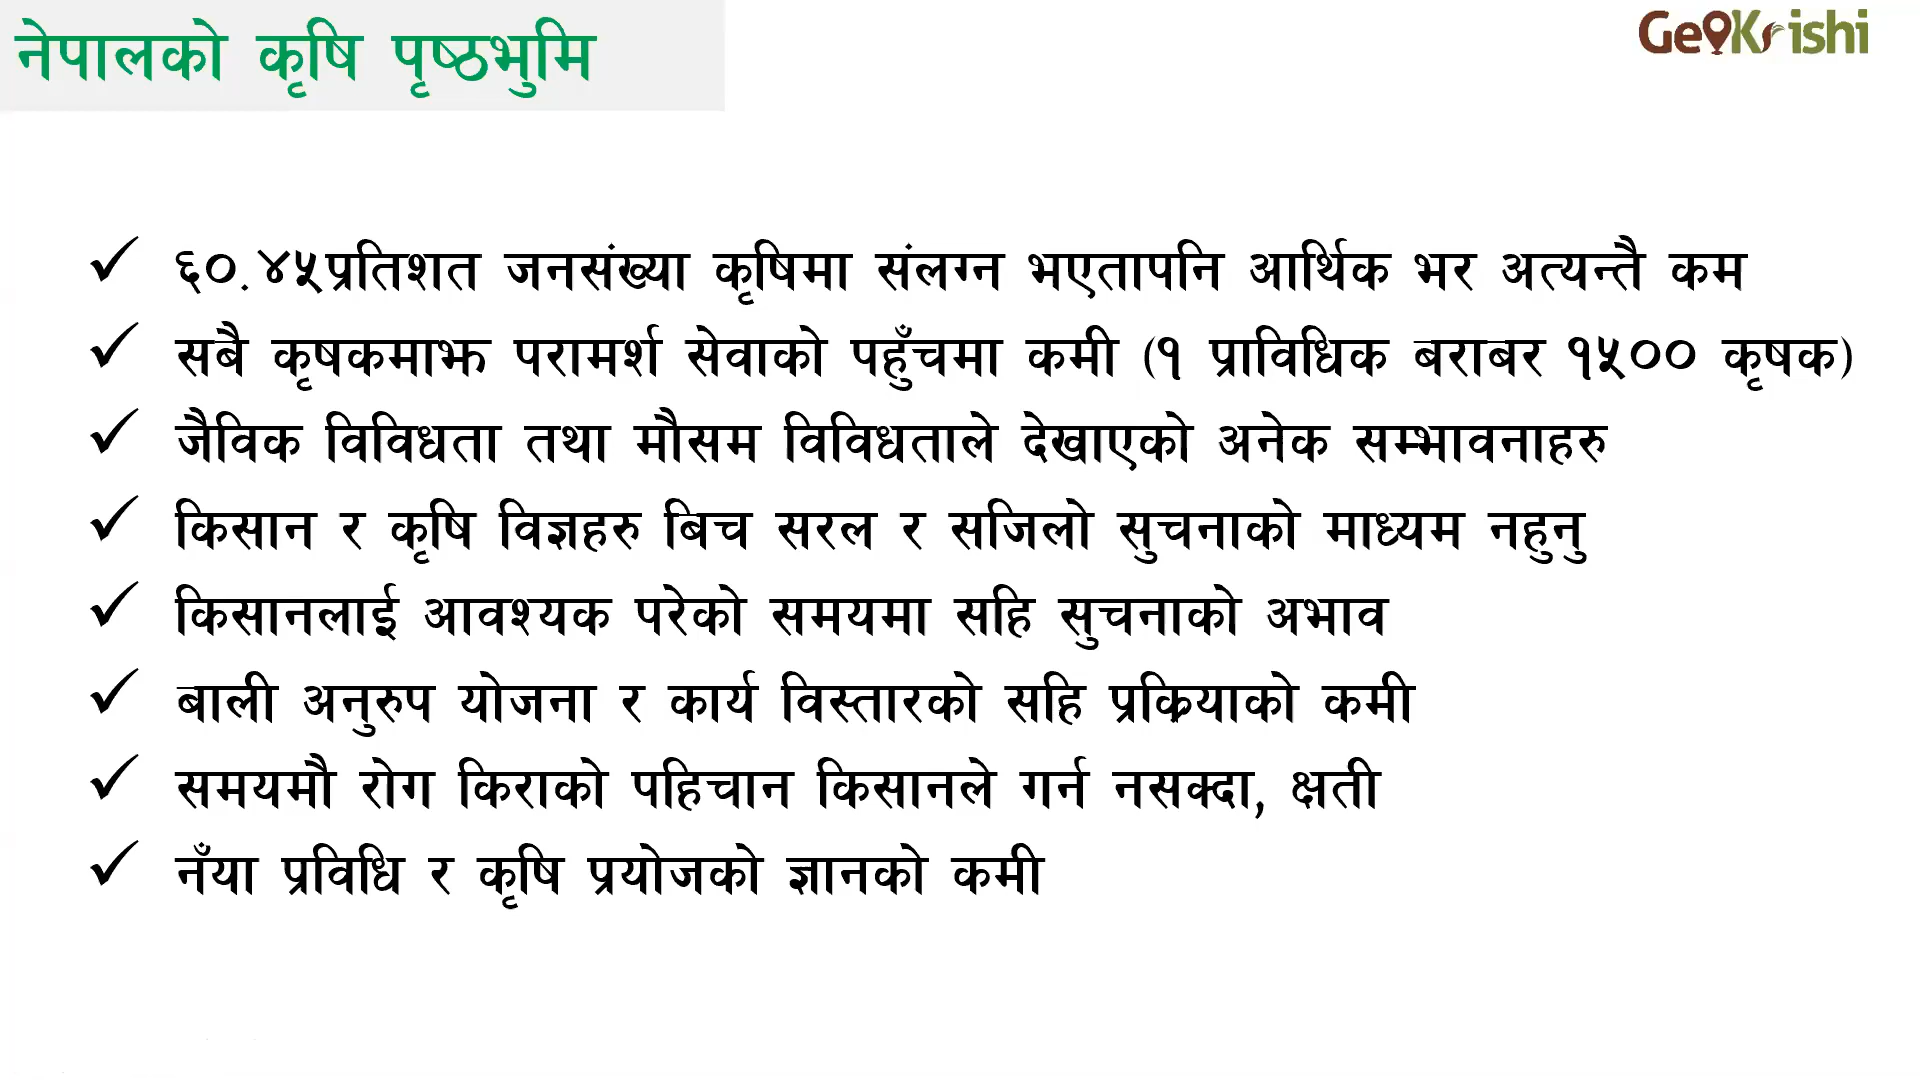 नेपालको कृषि पृष्ठभुमि
GeoKrishi
६०.४५प्रतिशत जनसंख्या कृषिमा संलग्न भएतापनि आर्थिक भर अत्यन्तै कम
सबै कृषकमाझ परामर्श सेवाको पहुँचमा कमी (१ प्राविधिक बराबर १५०० कृषक)
जैविक विविधता तथा मौसम विविधताले देखाएको अनेक सम्भावनाहरु
किसान र कृषि विज्ञहरु बिच सरल र सजिलो सुचनाको माध्यम नहुनु
किसानलाई आवश्यक परेको समयमा सहि सुचनाको अभाव
बाली अनुरुप योजना र कार्य विस्तारको सहि प्रक्रियाको कमी
समयमौ रोग किराको पहिचान किसानले गर्न नसक्दा, क्षती
नँया प्रविधि र कृषि प्रयोजको ज्ञानको कमी